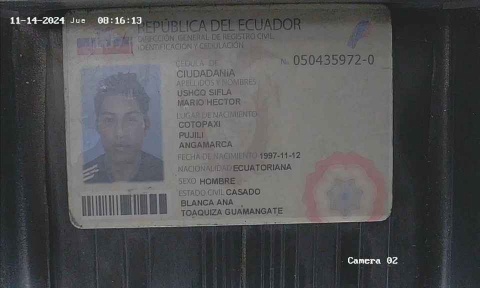 11-14-2024 Jue 08:16:13
REPÚBLICA DEL ECUADOR
DIRECCIÓN GENERAL DE REGISTRO CIVIL
IDENTIFICACIÓN Y CEDULACIÓN
CÉDULA DE N. 050435972-0
CIUDADANÍA
APELLIDOS Y NOMBRES
USHCO SIFLA
MARIO HECTOR
LUGAR DE NACIMIENTO
COTOPAXI
PUJILI
ANGAMARCA
FECHA DE NACIMIENTO 1997-11-12
NACIONALIDAD ECUATORIANA
SEXO HOMBRE
ESTADO CIVIL CASADO
BLANCA ANA
TOAQUIZA GUAMANGATE
Camera 02